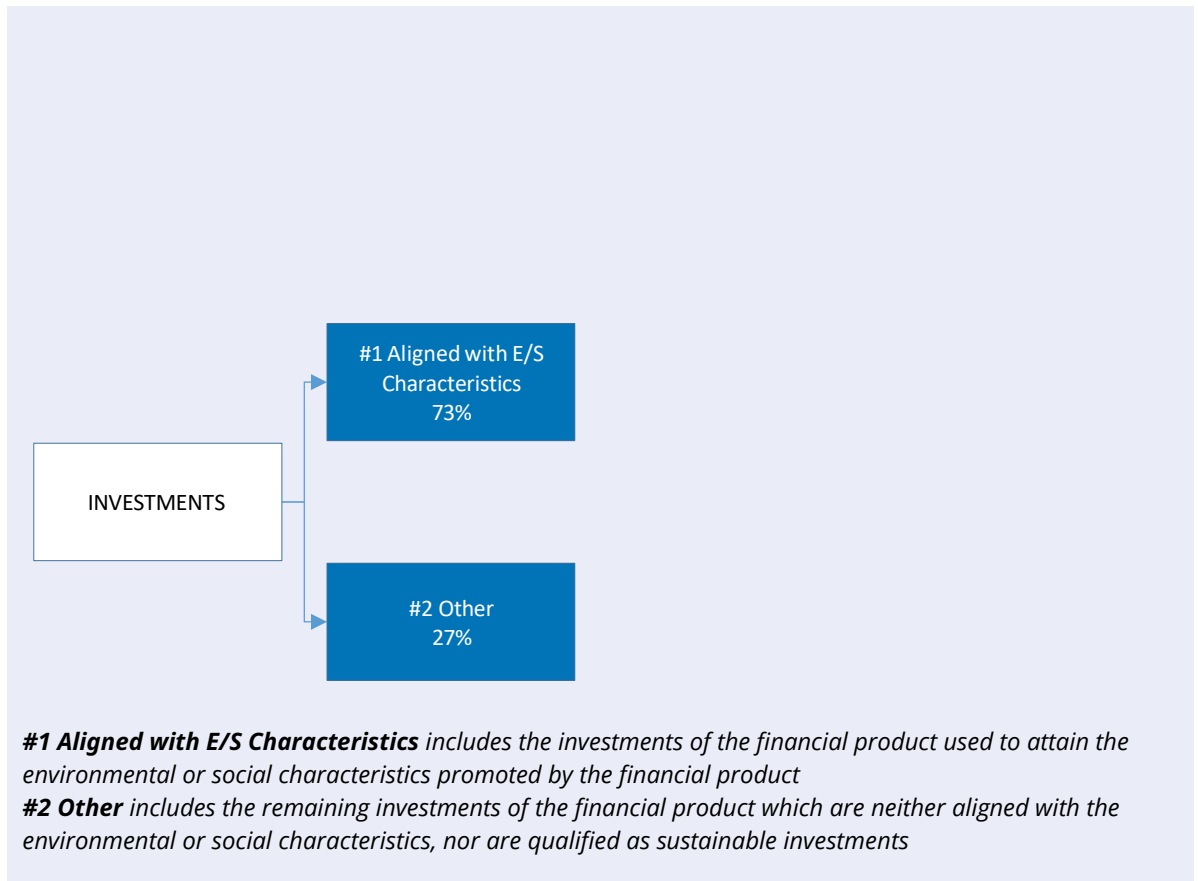 #1 Aligned with E/S
Characteristics
73%
INVESTMENTS
#2 Other
27%
#1 Aligned with E/S Characteristics includes the investments of the financial product used to attain the
environmental or social characteristics promoted by the financial product
#2 Other includes the remaining investments of the financial product which are neither aligned with the
environmental or social characteristics, nor are qualified as sustainable investments